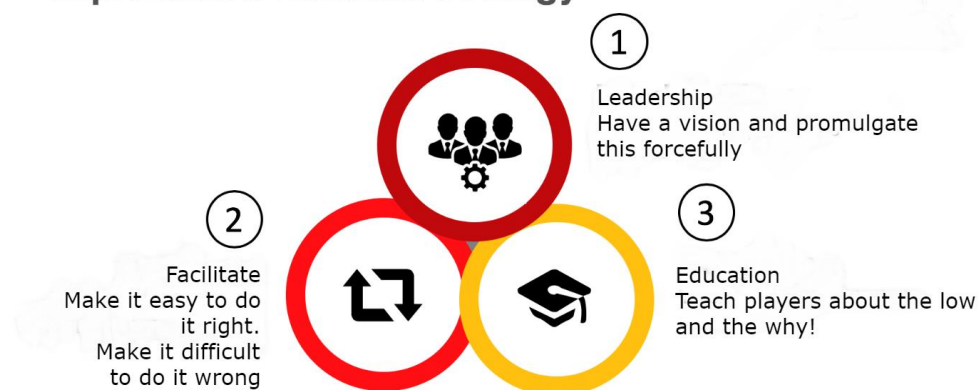 1
Leadership
Have a vision and promulgate
this forcefully
2
Facilitate
Make it easy to do
it right.
Make it difficult
to do it wrong
3
Education
Teach players about the low
and the why!